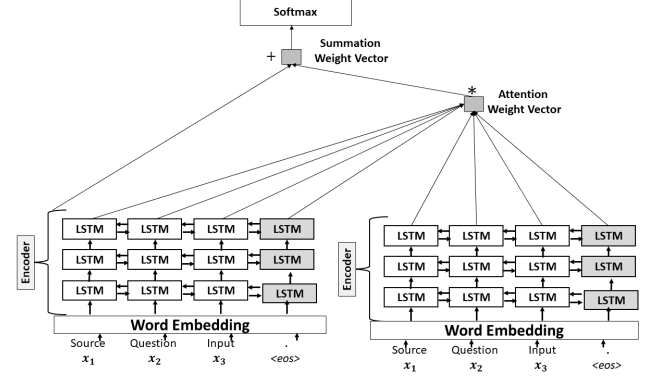 Softmax
+
Summation
Weight Vector
*
Attention
Weight Vector
Encoder
LSTM LSTM LSTM LSTM
LSTM LSTM LSTM LSTM
LSTM LSTM LSTM LSTM
Word Embedding
Source Question Input .
x₁ x₂ x₃ <eos>
Encoder
LSTM LSTM LSTM LSTM
LSTM LSTM LSTM LSTM
LSTM LSTM LSTM LSTM
Word Embedding
Source Question Input .
x₁ x₂ x₃ <eos>